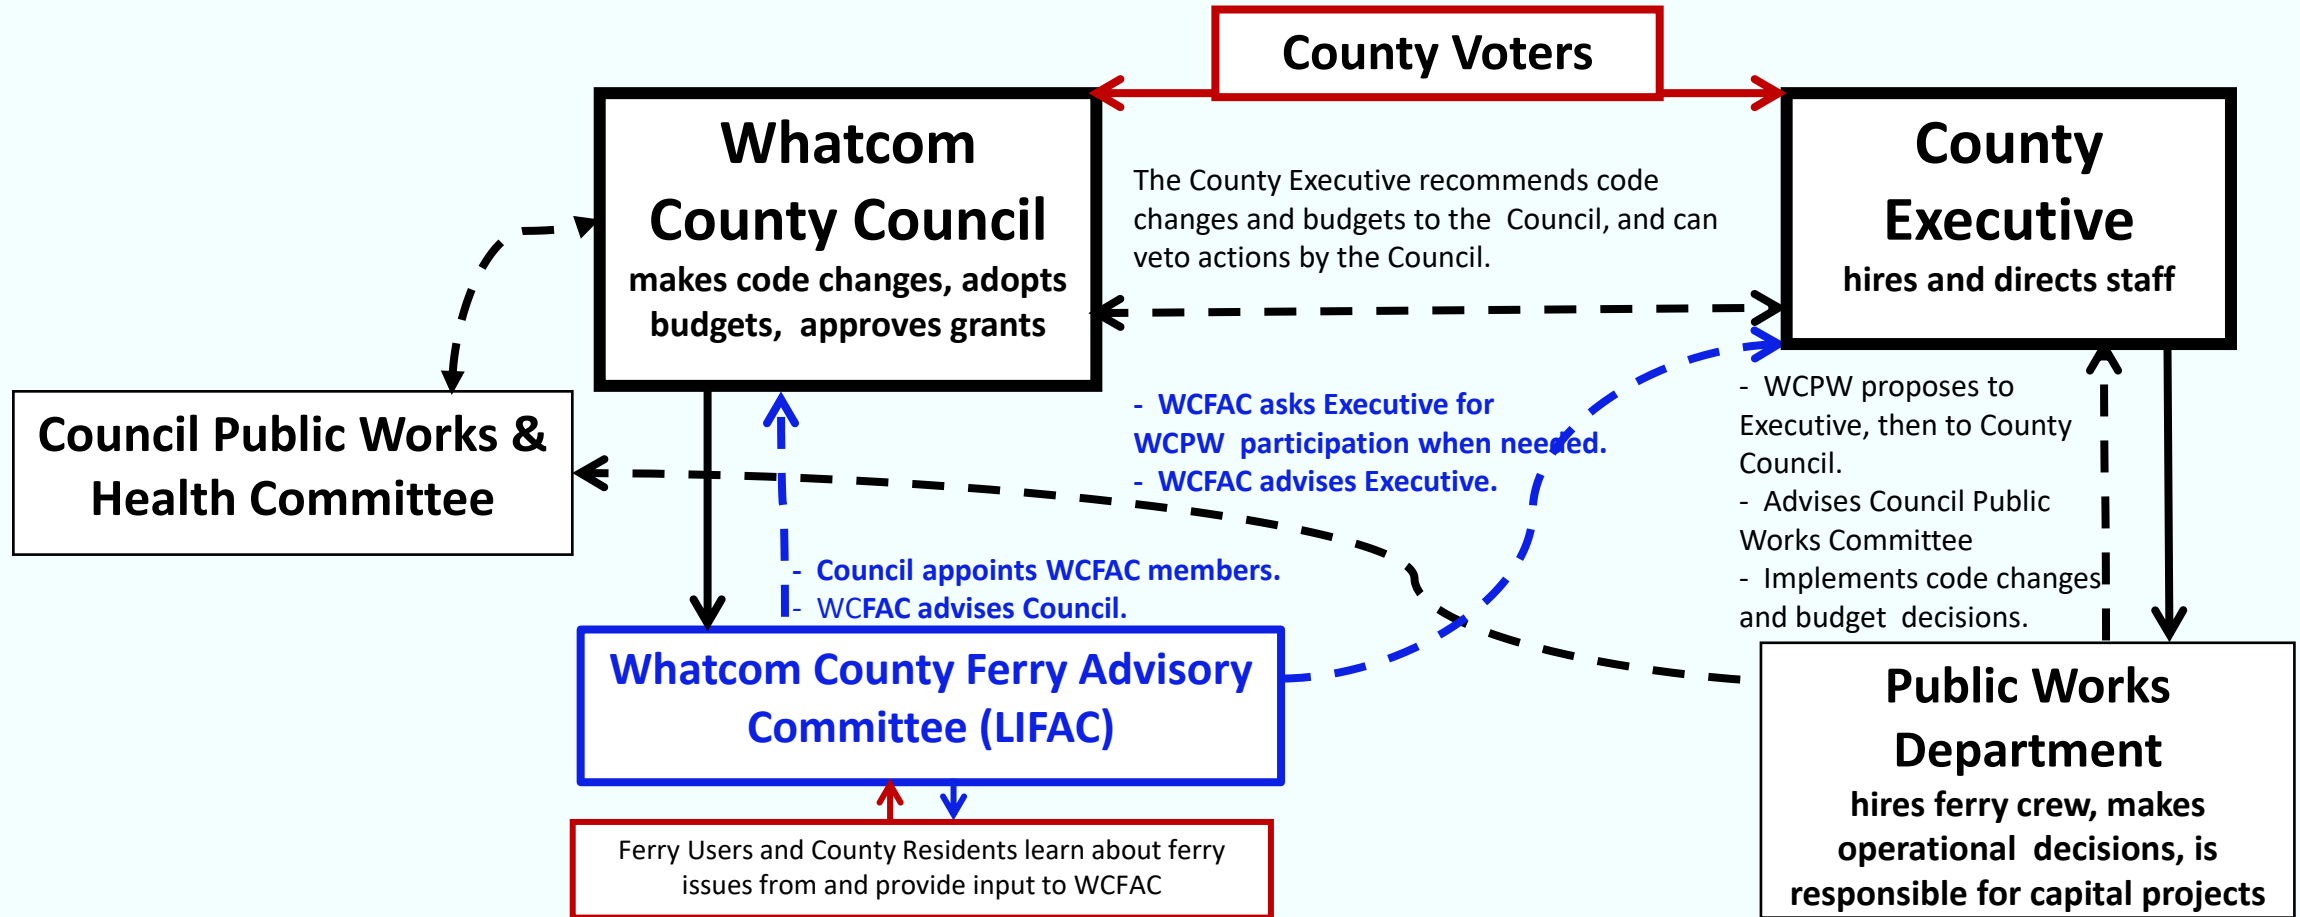 County Voters
Whatcom
County Council
makes code changes, adopts
budgets, approves grants
The County Executive recommends code
changes and budgets to the Council, and can
veto actions by the Council.
County
Executive
hires and directs staff
Council Public Works &
Health Committee
- WCFAC asks Executive for
WCPW participation when needed.
- WCFAC advises Executive.
- WCPW proposes to
Executive, then to County
Council.
- Advises Council Public
Works Committee
- Implements code changes
and budget decisions.
- Council appoints WCFAC members.
- WCFAC advises Council.
Whatcom County Ferry Advisory
Committee (LIFAC)
Public Works
Department
hires ferry crew, makes
operational decisions, is
responsible for capital projects
Ferry Users and County Residents learn about ferry
issues from and provide input to WCFAC